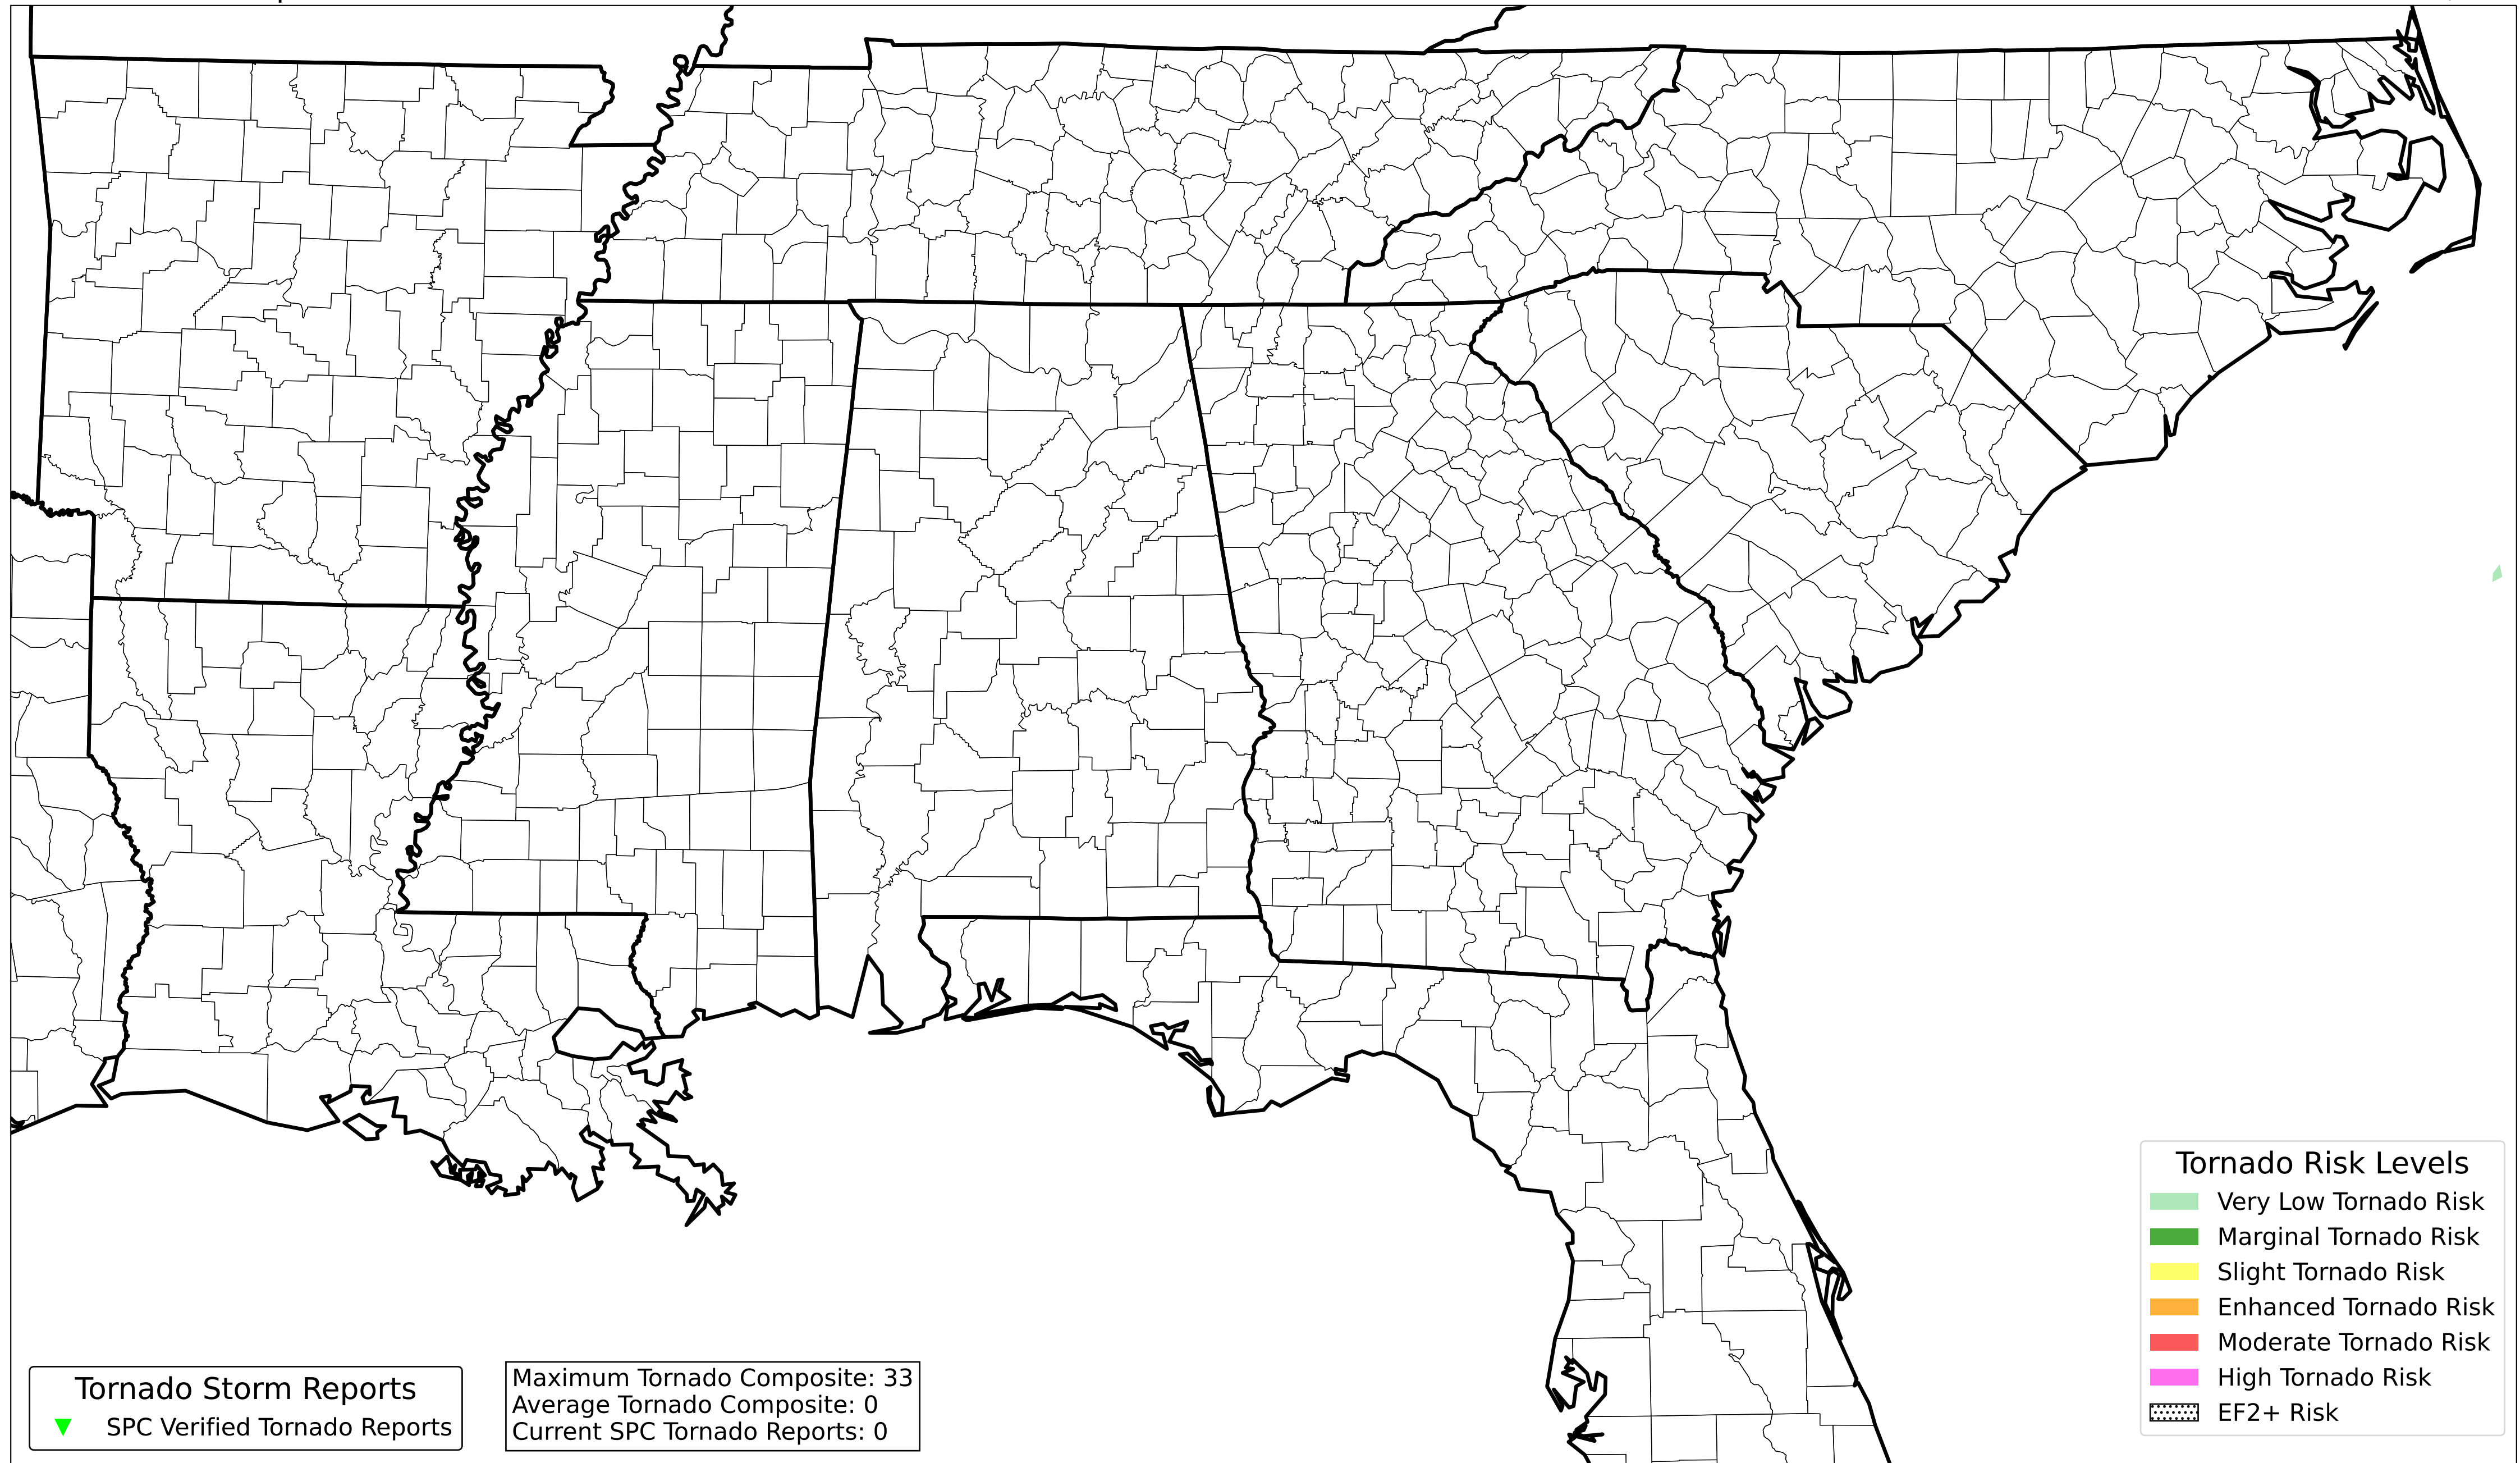 Tornado Risk Levels
Very Low Tornado Risk
Marginal Tornado Risk
Slight Tornado Risk
Enhanced Tornado Risk
Moderate Tornado Risk
High Tornado Risk
EF2+ Risk
Tornado Storm Reports
SPC Verified Tornado Reports
Maximum Tornado Composite: 33
Average Tornado Composite: 0
Current SPC Tornado Reports: 0